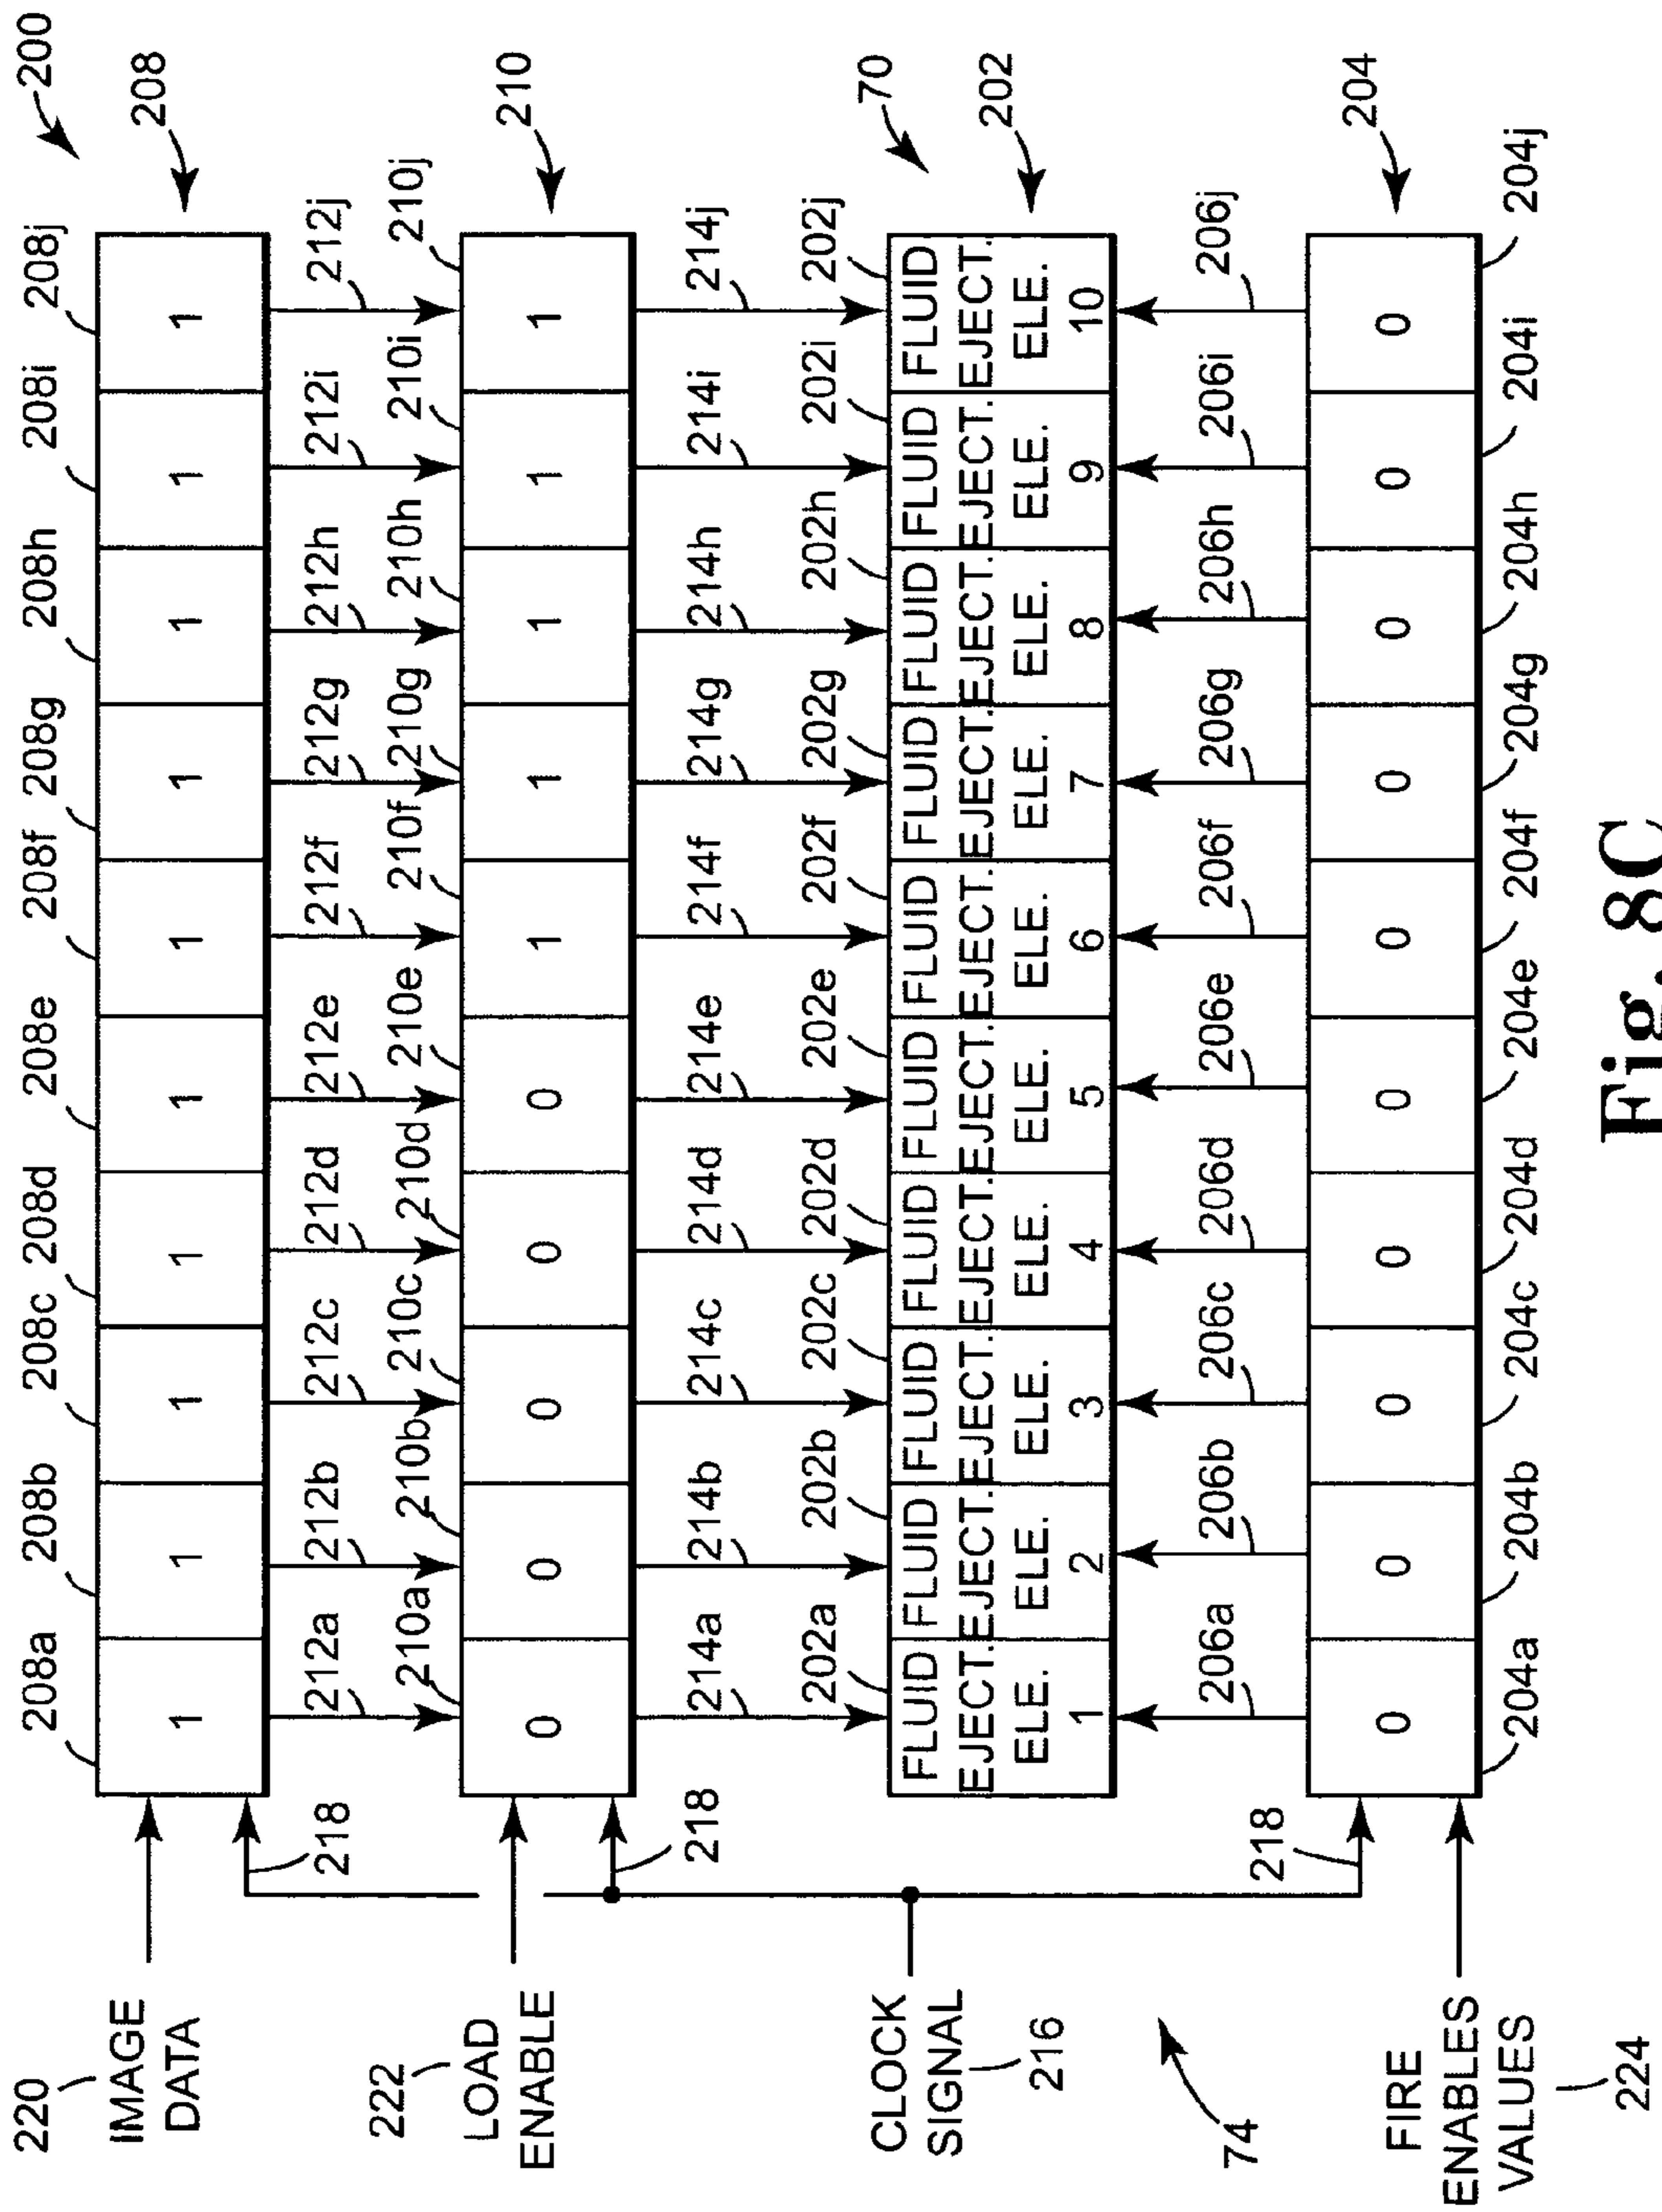 200
208a 208b 208c 208d 208e 208f 208g 208h 208i 208j
208
220
IMAGE
DATA
1 1 1 1 1 1 1 1 1 1
218
212a 212b 212c 212d 212e 212f 212g 212h 212i 212j
210a 210b 210c 210d 210e 210f 210g 210h 210i 210j
210
222
LOAD
ENABLE
0 0 0 0 0 1 1 1 1 1
218
214a 214b 214c 214d 214e 214f 214g 214h 214i 214j
70
202a 202b 202c 202d 202e 202f 202g 202h 202i 202j
202
CLOCK
SIGNAL
216
FLUID FLUID FLUID FLUID FLUID FLUID FLUID FLUID FLUID FLUID
EJECT. EJECT. EJECT. EJECT. EJECT. EJECT. EJECT. EJECT. EJECT. EJECT.
ELE. ELE. ELE. ELE. ELE. ELE. ELE. ELE. ELE. ELE.
1 2 3 4 5 6 7 8 9 10
206a 206b 206c 206d 206e 206f 206g 206h 206i 206j
74
218
204
0 0 0 0 0 0 0 0 0 0
FIRE
ENABLES
VALUES
224
204a 204b 204c 204d 204e 204f 204g 204h 204i 204j
Fig. 8C